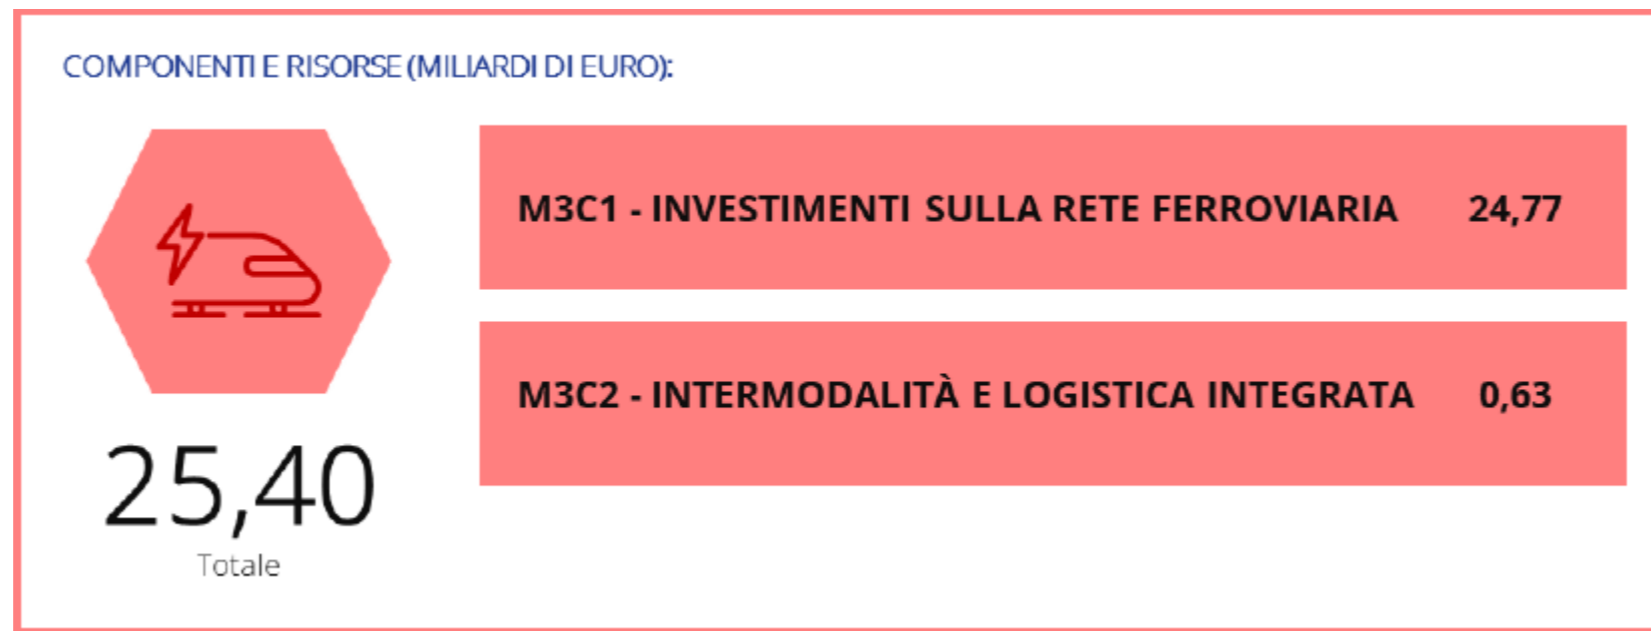 COMPONENTI E RISORSE (MILIARDI DI EURO):
M3C1 - INVESTIMENTI SULLA RETE FERROVIARIA 24,77
M3C2 - INTERMODALITÀ E LOGISTICA INTEGRATA 0,63
25,40
Totale